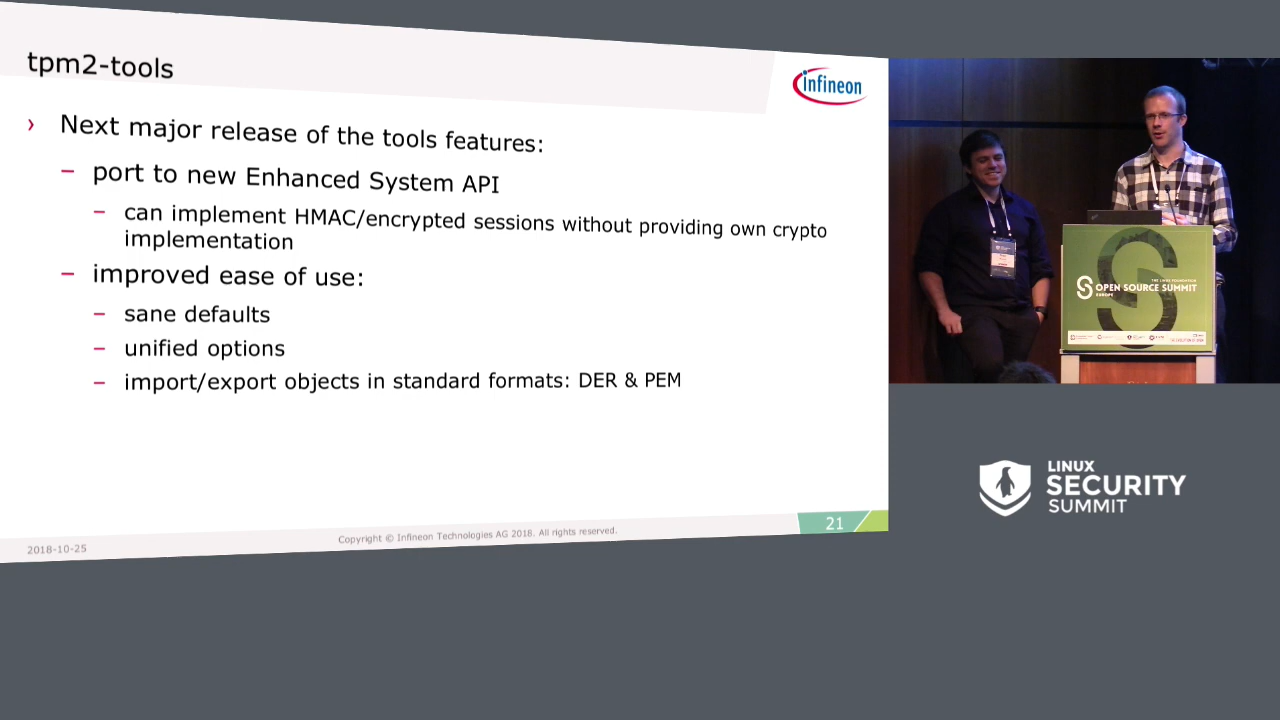 tpm2-tools
infineon
› Next major release of the tools features:
– port to new Enhanced System API
– can implement HMAC/encrypted sessions without providing own crypto
implementation
– improved ease of use:
– sane defaults
– unified options
– import/export objects in standard formats: DER & PEM
2018-10-25
Copyright © Infineon Technologies AG 2018. All rights reserved.
21
THE LINUX FOUNDATION
OPEN SOURCE SUMMIT
EUROPE
LINUX
SECURITY
SUMMIT